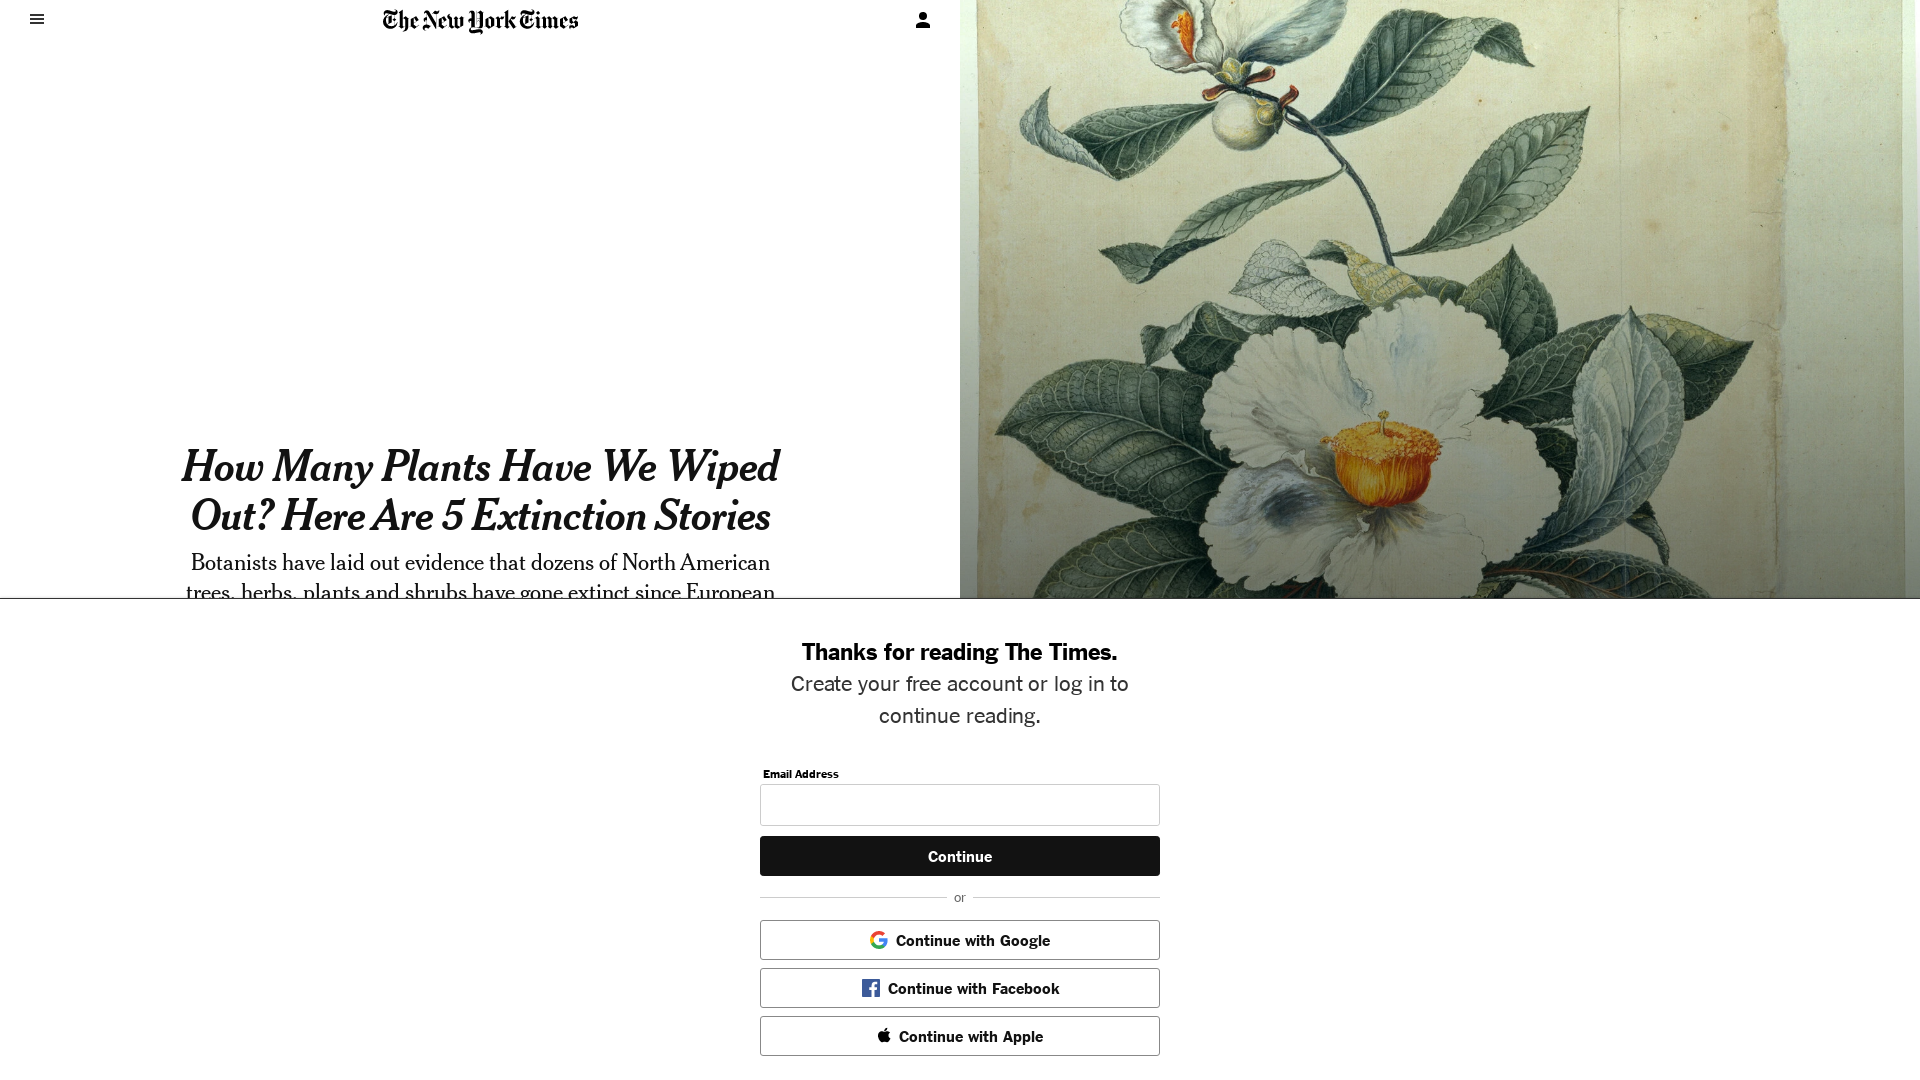 The New York Times
How Many Plants Have We Wiped
Out? Here Are 5 Extinction Stories
Botanists have laid out evidence that dozens of North American
trees, herbs, plants and shrubs have gone extinct since European
Thanks for reading The Times.
Create your free account or log in to
continue reading.
Email Address
Continue
or
Continue with Google
Continue with Facebook
Continue with Apple